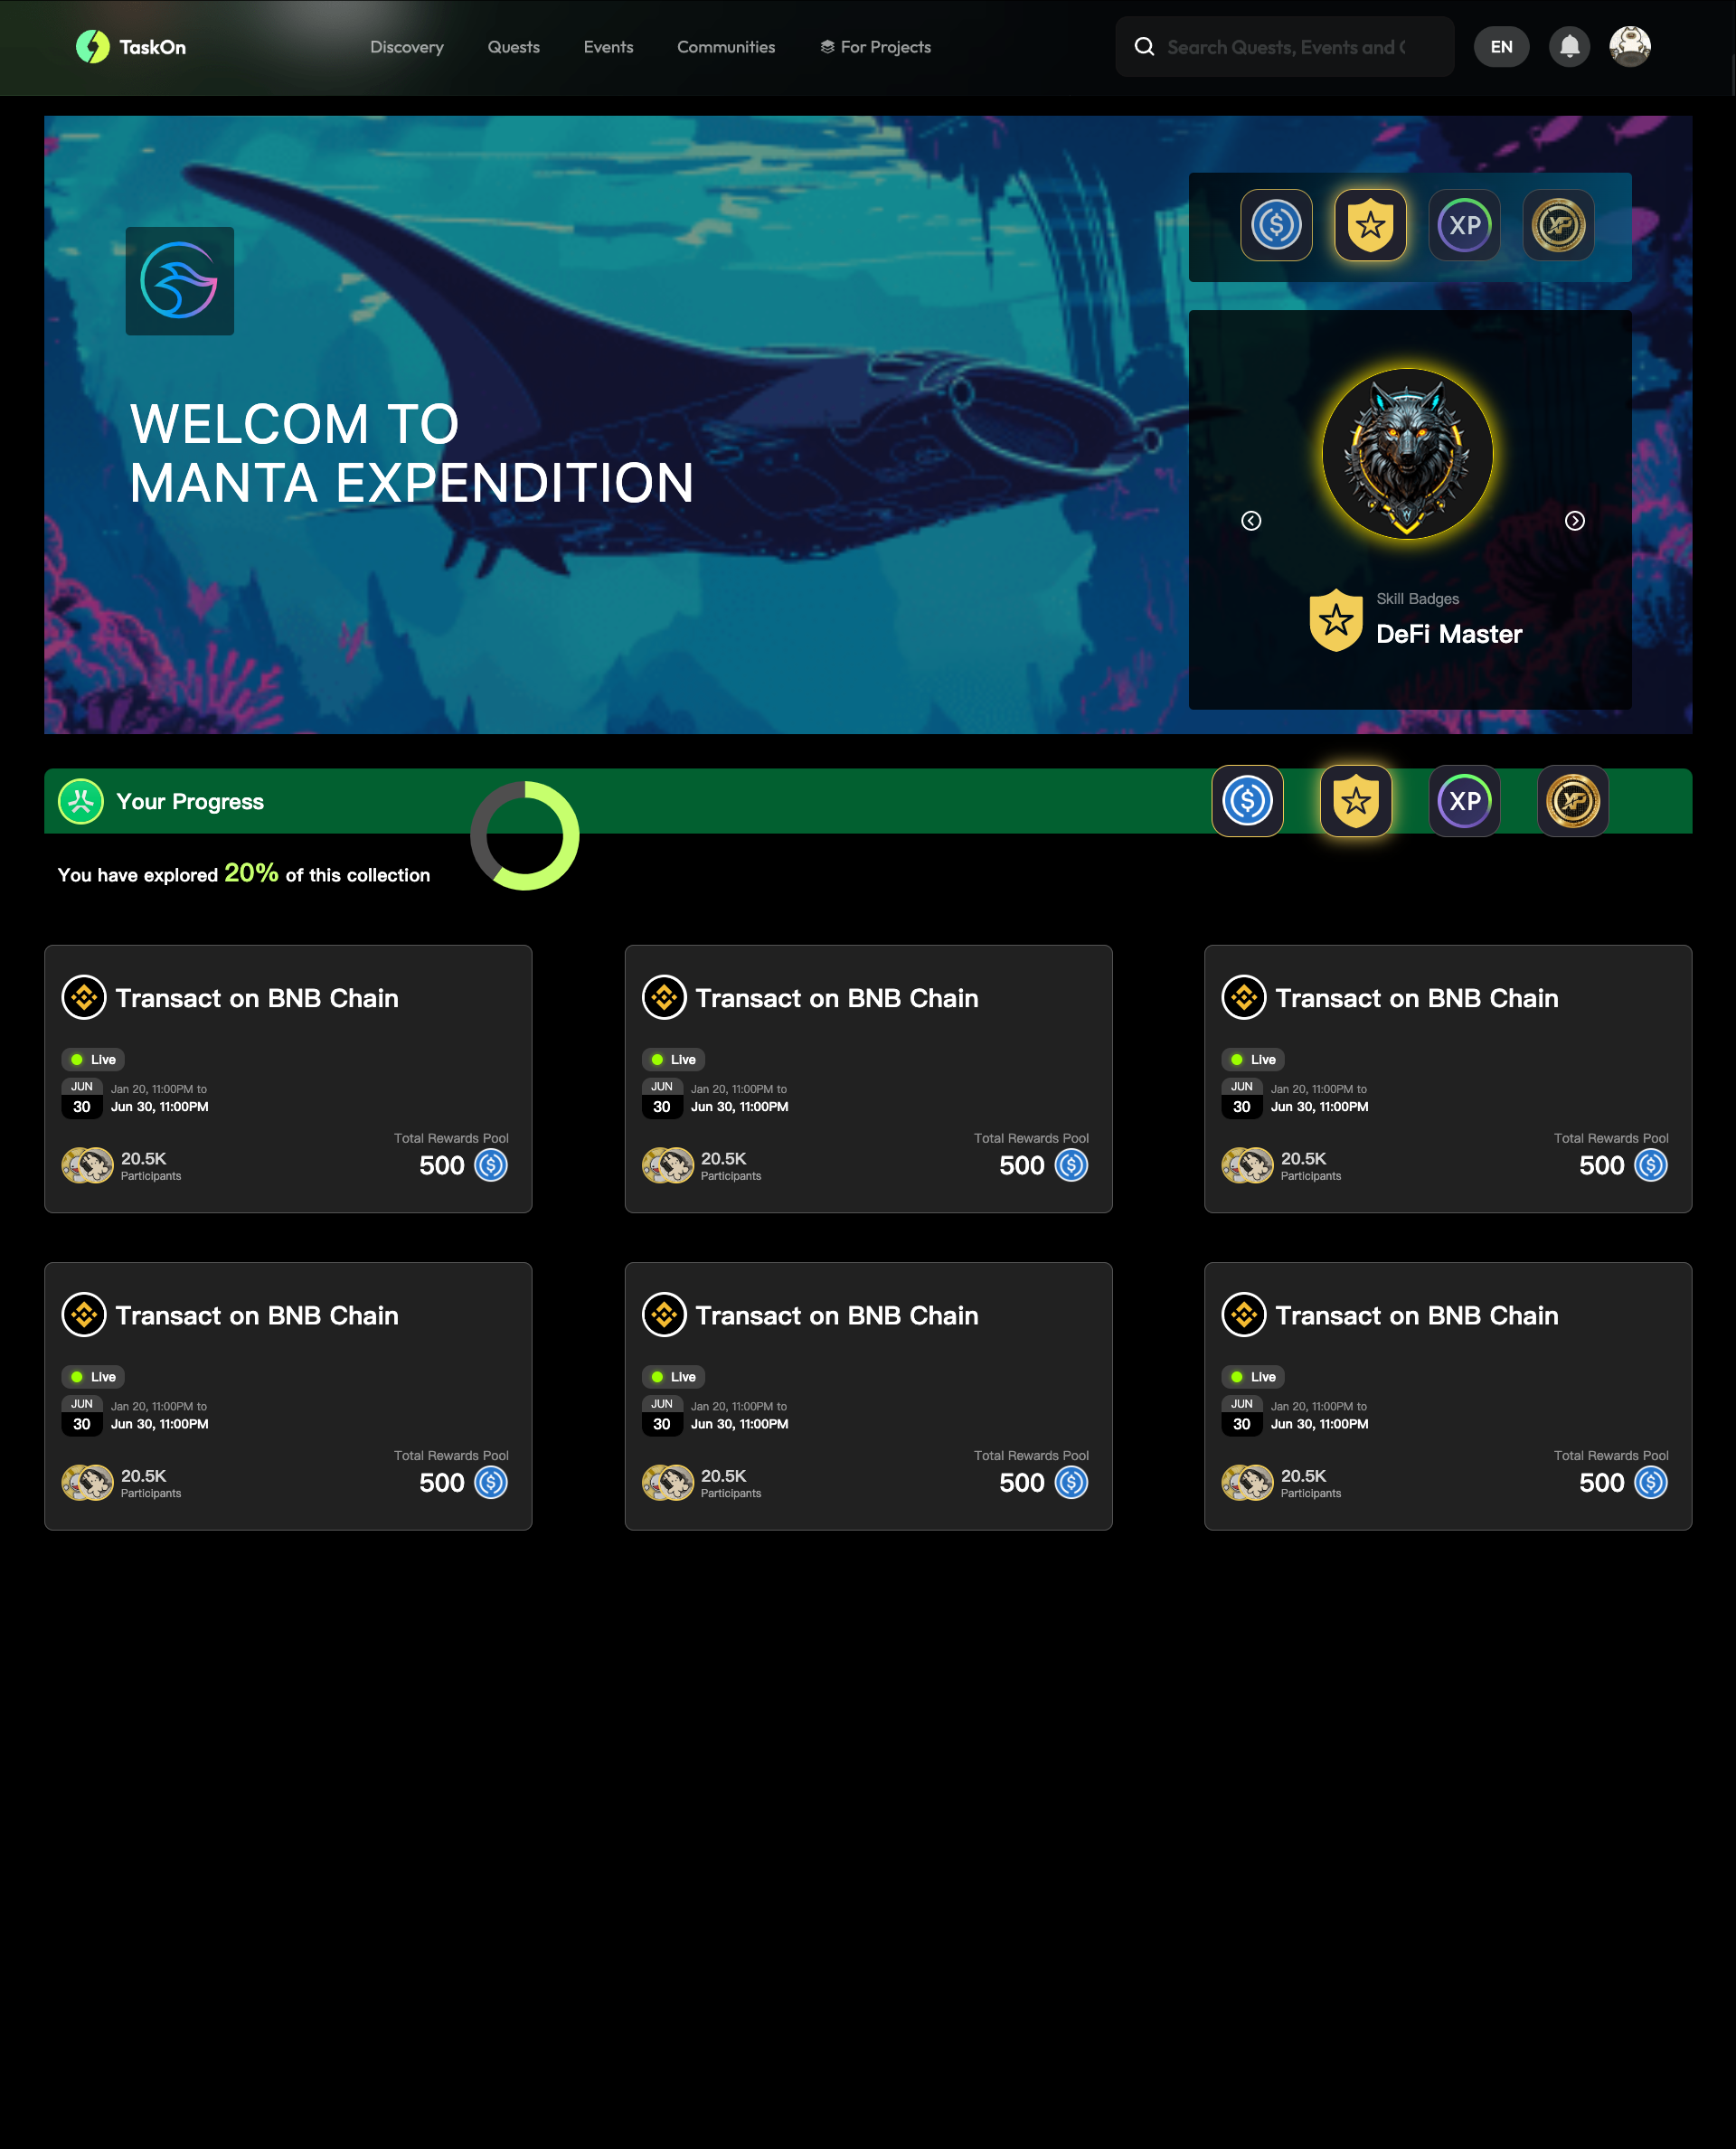 TaskOn
Discovery
Quests
Events
Communities
For Projects
Search Quests, Events and
EN
XP
XP
WELCOM TO
MANTA EXPENDITION
Skill Badges
DeFi Master
Your Progress
XP
XP
You have explored 20% of this collection
Transact on BNB Chain
Live
JUN
30
Jan 20, 11:00PM to
Jun 30, 11:00PM
20.5K
Participants
Total Rewards Pool
500
Transact on BNB Chain
Live
JUN
30
Jan 20, 11:00PM to
Jun 30, 11:00PM
20.5K
Participants
Total Rewards Pool
500
Transact on BNB Chain
Live
JUN
30
Jan 20, 11:00PM to
Jun 30, 11:00PM
20.5K
Participants
Total Rewards Pool
500
Transact on BNB Chain
Live
JUN
30
Jan 20, 11:00PM to
Jun 30, 11:00PM
20.5K
Participants
Total Rewards Pool
500
Transact on BNB Chain
Live
JUN
30
Jan 20, 11:00PM to
Jun 30, 11:00PM
20.5K
Participants
Total Rewards Pool
500
Transact on BNB Chain
Live
JUN
30
Jan 20, 11:00PM to
Jun 30, 11:00PM
20.5K
Participants
Total Rewards Pool
500